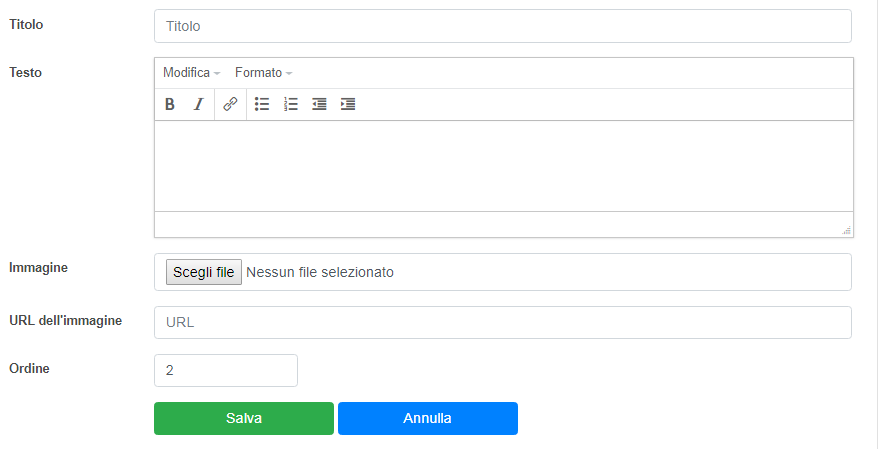 Titolo Titolo
Testo Modifica Formato
B I
Immagine Scegli file Nessun file selezionato
URL dell'immagine URL
Ordine 2
Salva Annulla